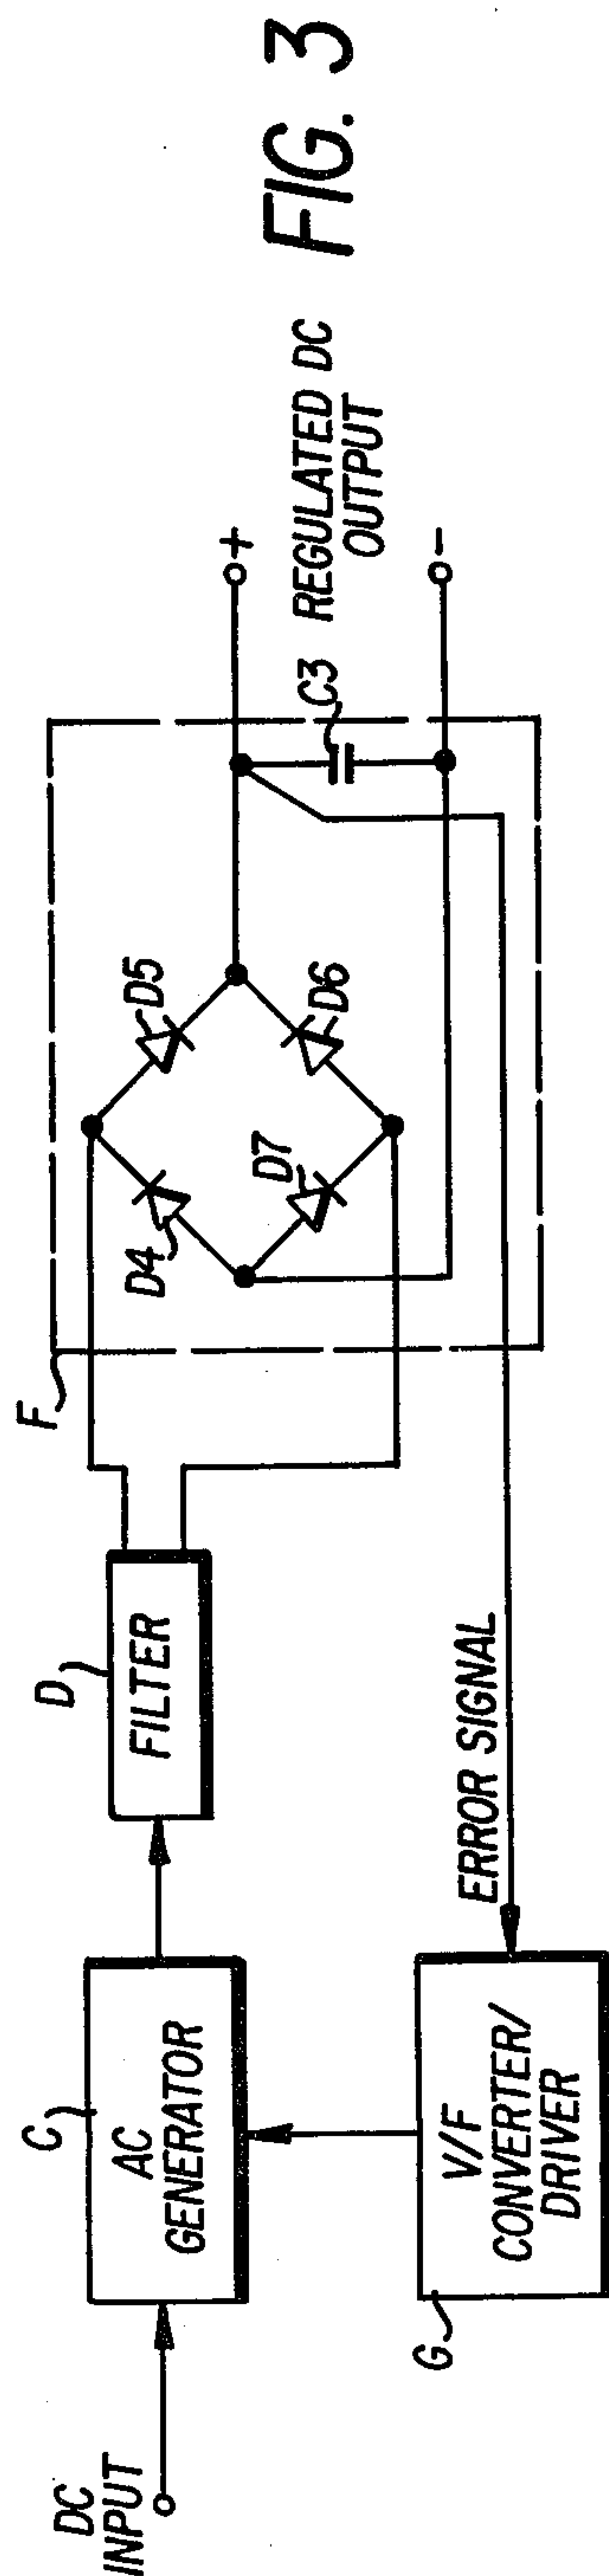 DC
INPUT
C
AC
GENERATOR
D
FILTER
F
D4
D5
D7
D6
C3
+
REGULATED DC
OUTPUT
-
ERROR SIGNAL
G
V/F
CONVERTER/
DRIVER
FIG. 3